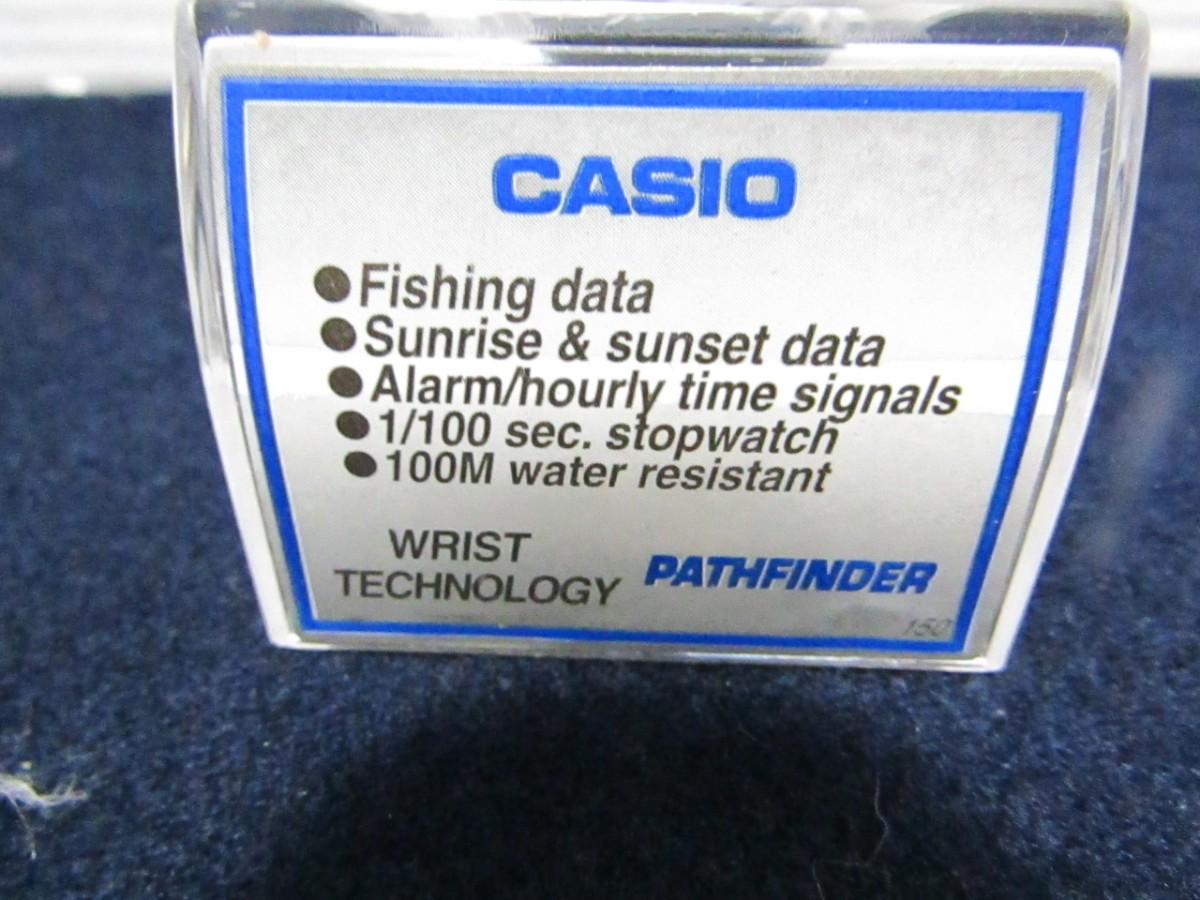 CASIO
●Fishing data
●Sunrise & sunset data
●Alarm/hourly time signals
●1/100 sec. stopwatch
●100M water resistant
WRIST
TECHNOLOGY
PATHFINDER
150